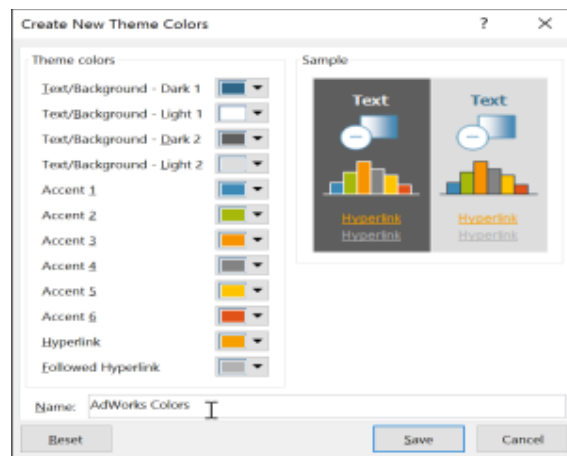 Create New Theme Colors
?
Theme colors
Text/Background - Dark 1
Text/Background - Light 1
Text/Background - Dark 2
Text/Background - Light 2
Accent 1
Accent 2
Accent 3
Accent 4
Accent 5
Accent 6
Hyperlink
Followed Hyperlink
Sample
Text Text
Hyperlink Hyperlink
Hyperlink Hyperlink
Name: AdWorks Colors
Reset Save Cancel